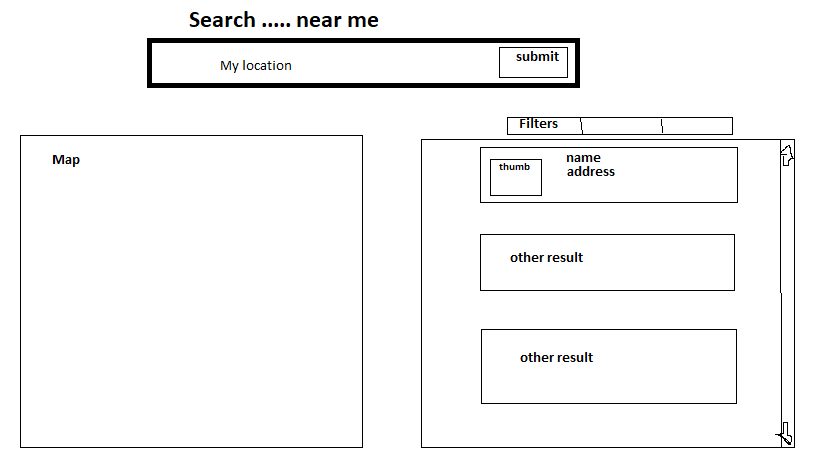 Search ..... near me
My location
submit
Map
Filters
thumb
name
address
other result
other result